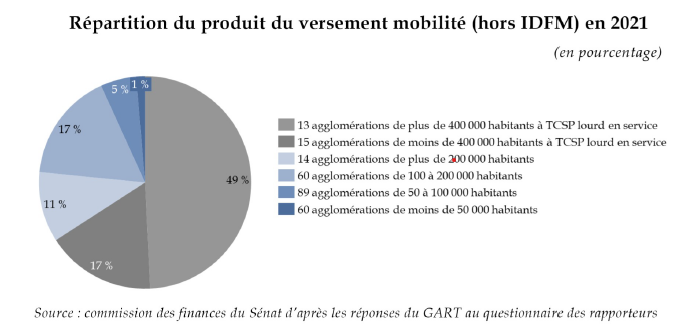 Répartition du produit du versement mobilité (hors IDFM) en 2021
(en pourcentage)
5 %
1 %
17 %
49 %
11 %
17 %
13 agglomérations de plus de 400 000 habitants à TCSP lourd en service
15 agglomérations de moins de 400 000 habitants à TCSP lourd en service
14 agglomérations de plus de 200 000 habitants
60 agglomérations de 100 à 200 000 habitants
89 agglomérations de 50 à 100 000 habitants
60 agglomérations de moins de 50 000 habitants
Source : commission des finances du Sénat d'après les réponses du GART au questionnaire des rapporteurs